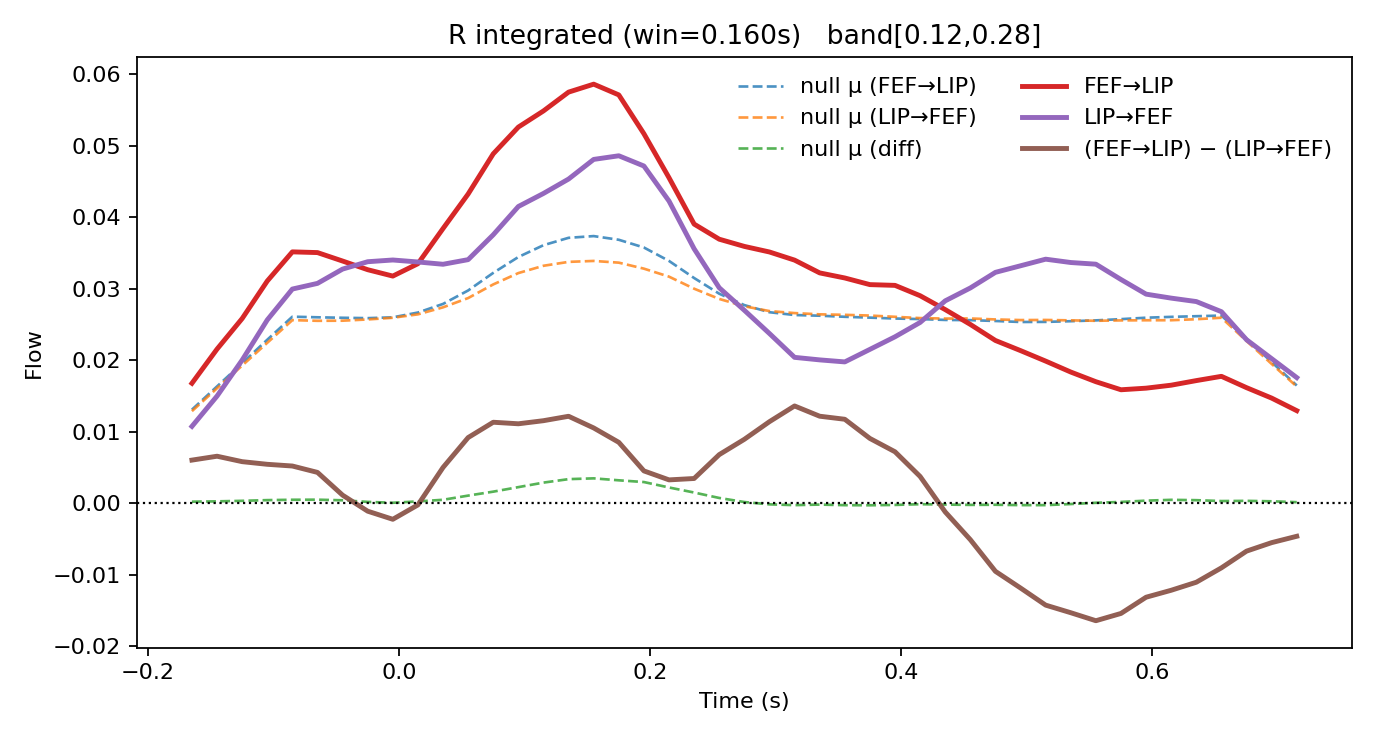 R integrated (win=0.160s)   band[0.12,0.28]
null μ (FEF→LIP)
null μ (LIP→FEF)
null μ (diff)
FEF→LIP
LIP→FEF
(FEF→LIP) − (LIP→FEF)
Flow
0.06
0.05
0.04
0.03
0.02
0.01
0.00
−0.01
−0.02
−0.2 0.0 0.2 0.4 0.6
Time (s)